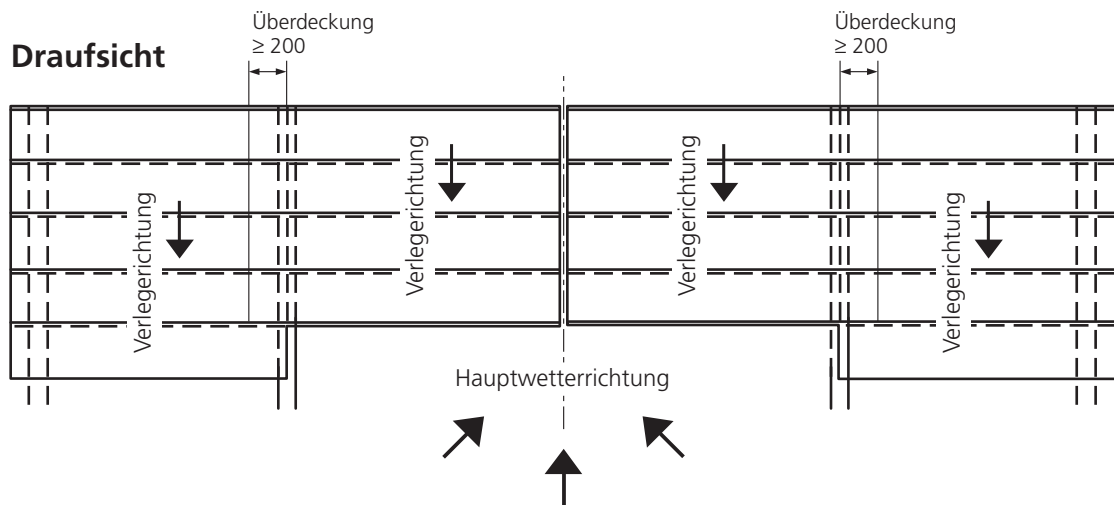 Draufsicht
Überdeckung
≥ 200
Überdeckung
≥ 200
Verlegerichtung
Verlegerichtung
Verlegerichtung
Verlegerichtung
Hauptwetterrichtung